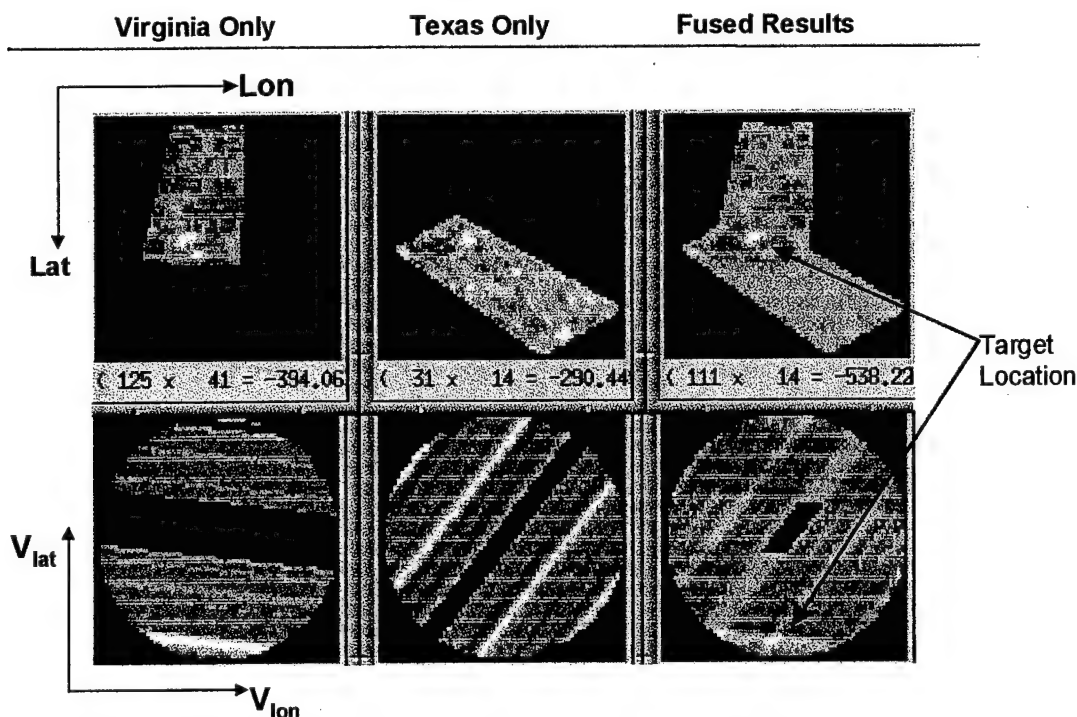 Virginia Only Texas Only Fused Results
Lon
Lat
( 125 x 41 = -394.06 ( 31 x 14 = -290.44 ( 111 x 14 = -538.22
Target
Location
Vlat
Vlon